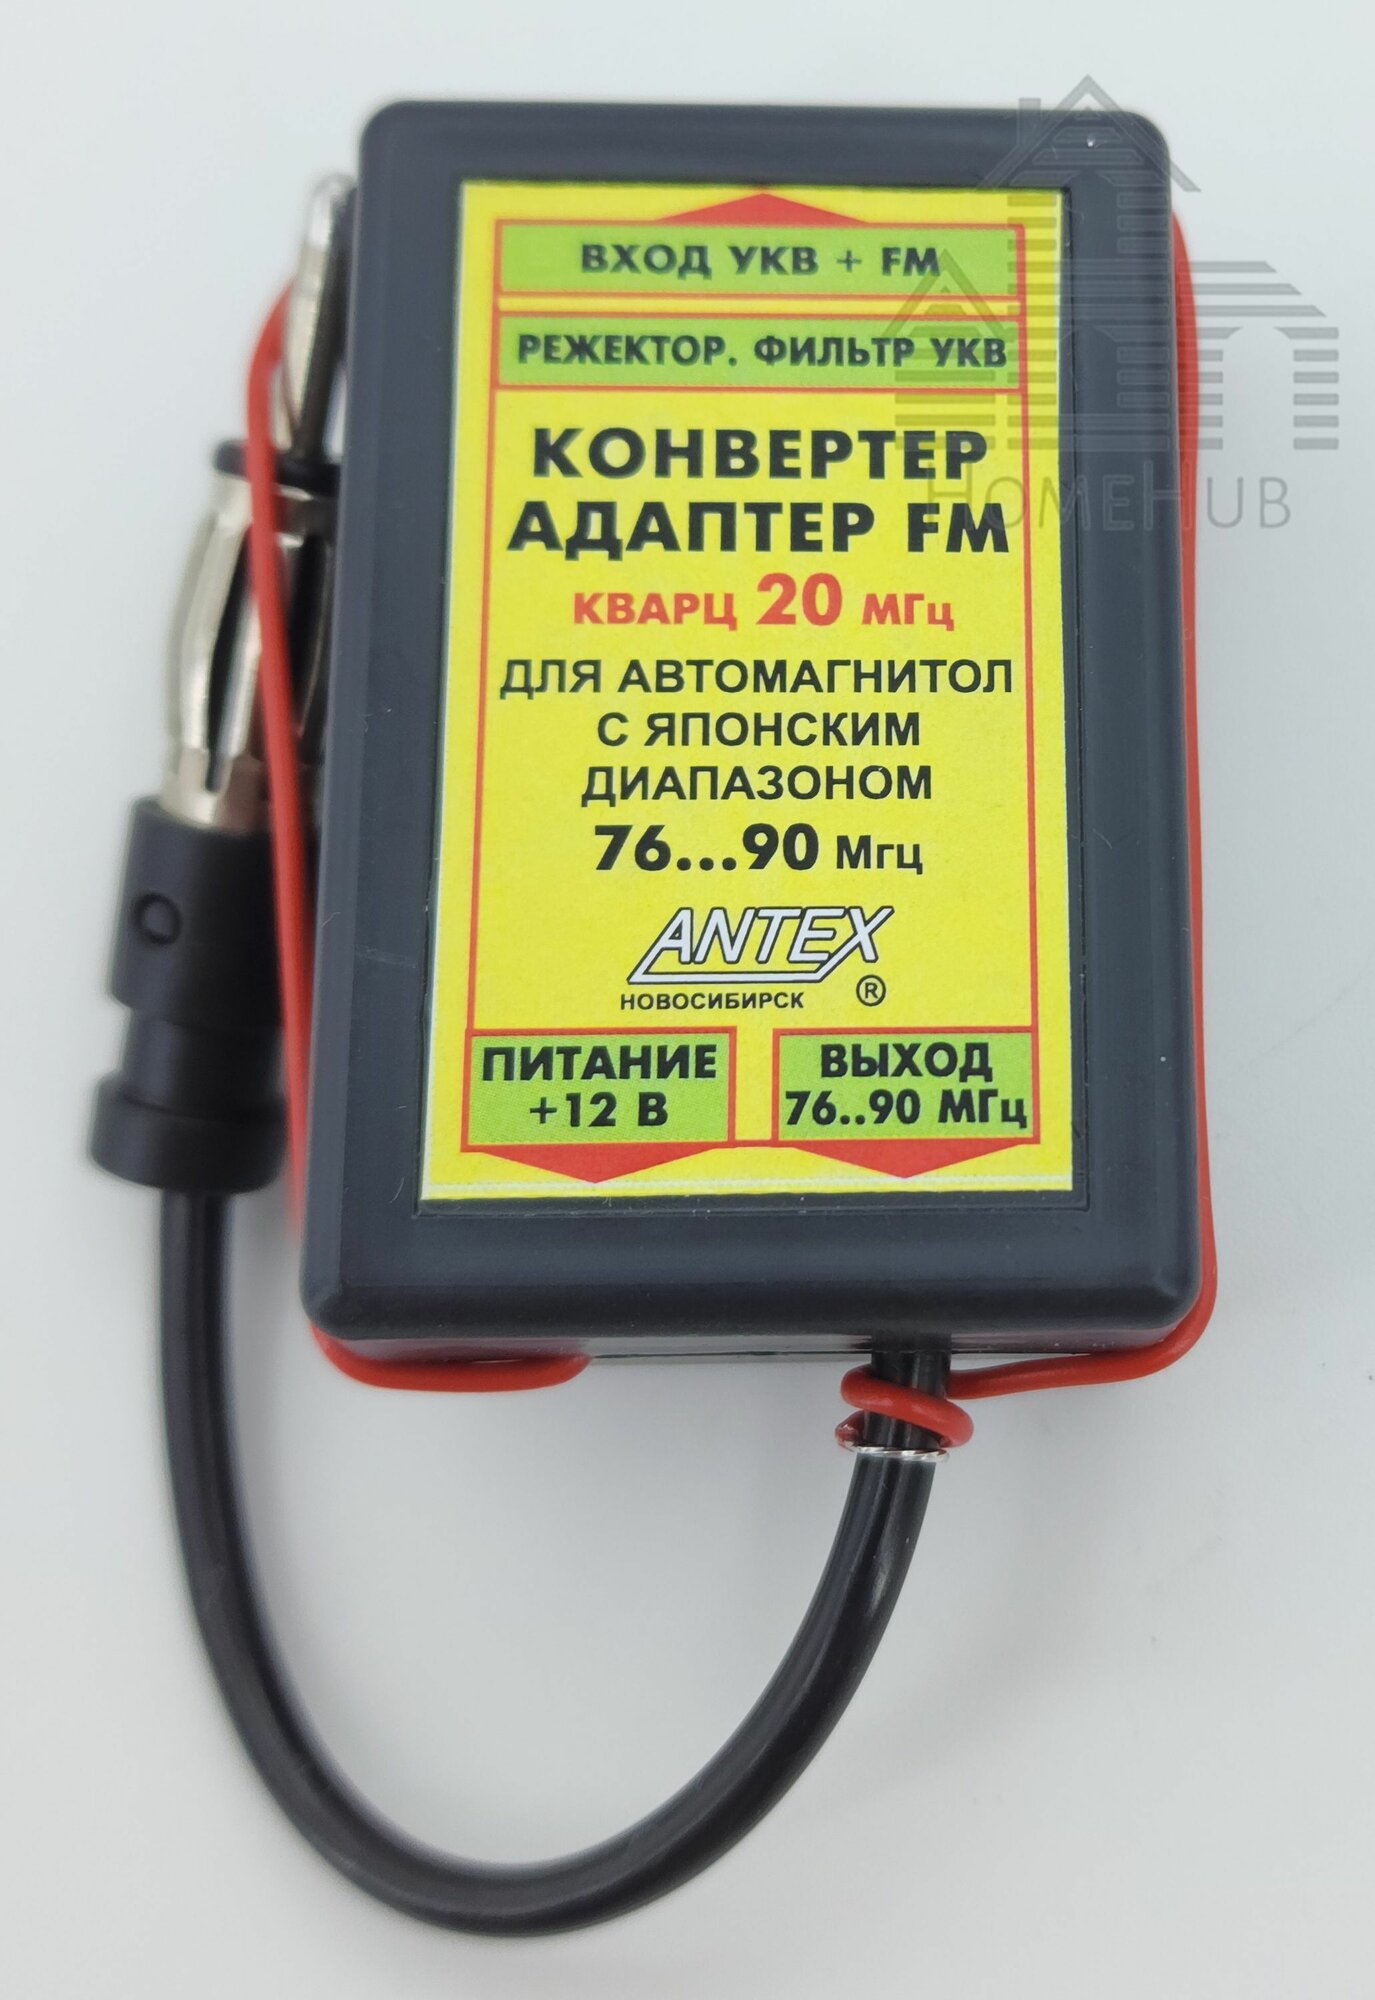 ВХОД УКВ + FM
РЕЖЕКТОР. ФИЛЬТР УКВ
КОНВЕРТЕР
АДАПТЕР FM
КВАРЦ 20 МГц
ДЛЯ АВТОМАГНИТОЛ
С ЯПОНСКИМ
ДИАПАЗОНОМ
76...90 Мгц
ANTEX
НОВОСИБИРСК ®
ПИТАНИЕ
+12 В
ВЫХОД
76..90 МГц
HOMEHUB